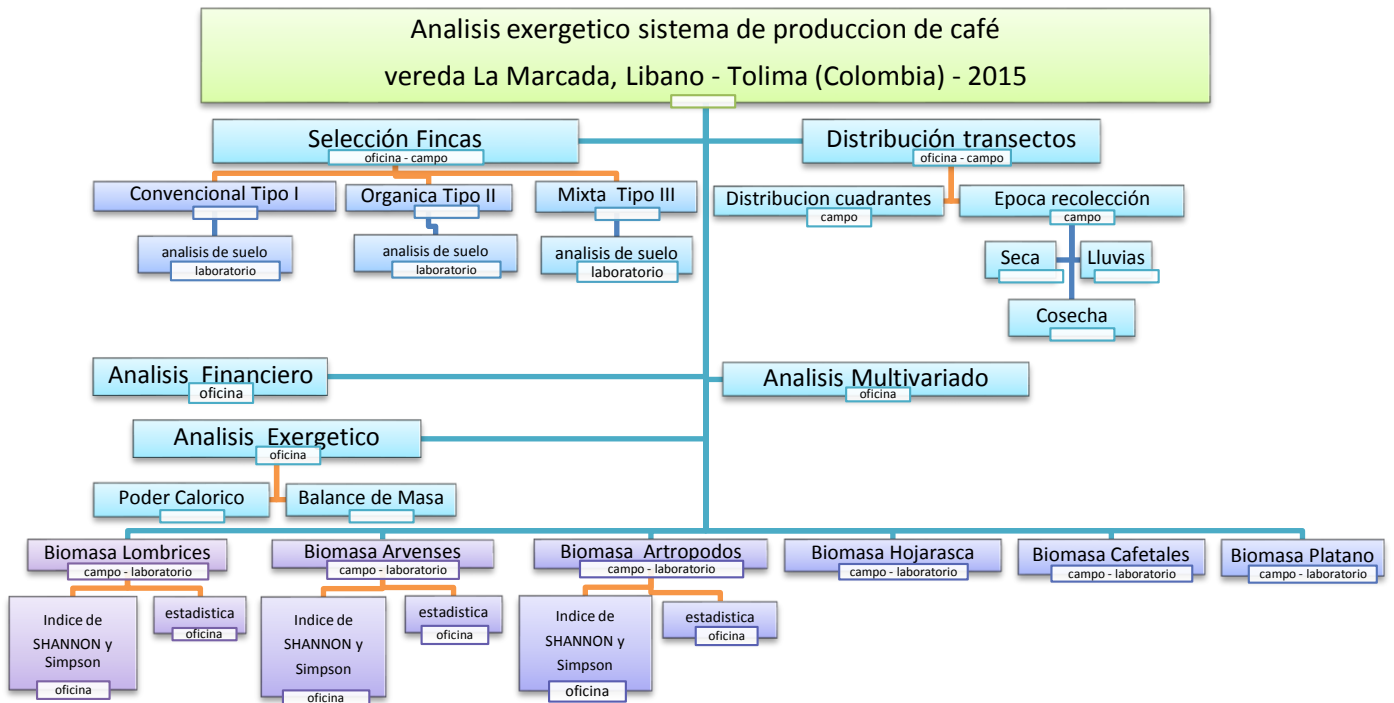 Analisis exergetico sistema de produccion de café
vereda La Marcada, Libano - Tolima (Colombia) - 2015
Selección Fincas
oficina - campo
Distribución transectos
oficina - campo
Convencional Tipo I
Organica Tipo II
Mixta Tipo III
Distribucion cuadrantes
campo
Epoca recolección
campo
analisis de suelo
laboratorio
analisis de suelo
laboratorio
analisis de suelo
laboratorio
Seca
Lluvias
Cosecha
Analisis Financiero
oficina
Analisis Multivariado
oficina
Analisis Exergetico
oficina
Poder Calorico
Balance de Masa
Biomasa Lombrices
campo - laboratorio
Biomasa Arvenses
campo - laboratorio
Biomasa Artropodos
campo - laboratorio
Biomasa Hojarasca
campo - laboratorio
Biomasa Cafetales
campo - laboratorio
Biomasa Platano
campo - laboratorio
Indice de
SHANNON y
Simpson
oficina
estadistica
oficina
Indice de
SHANNON y
Simpson
oficina
estadistica
oficina
Indice de
SHANNON y
Simpson
oficina
estadistica
oficina